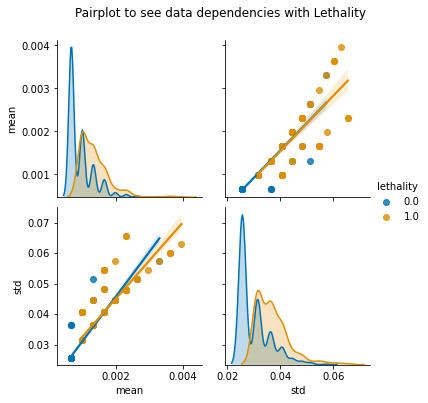 Pairplot to see data dependencies with Lethality
0.004
0.003
0.002
0.001
mean
lethality
0.0
1.0
0.07
0.06
0.05
0.04
0.03
std
0.002
0.004
mean
0.02
0.04
0.06
std